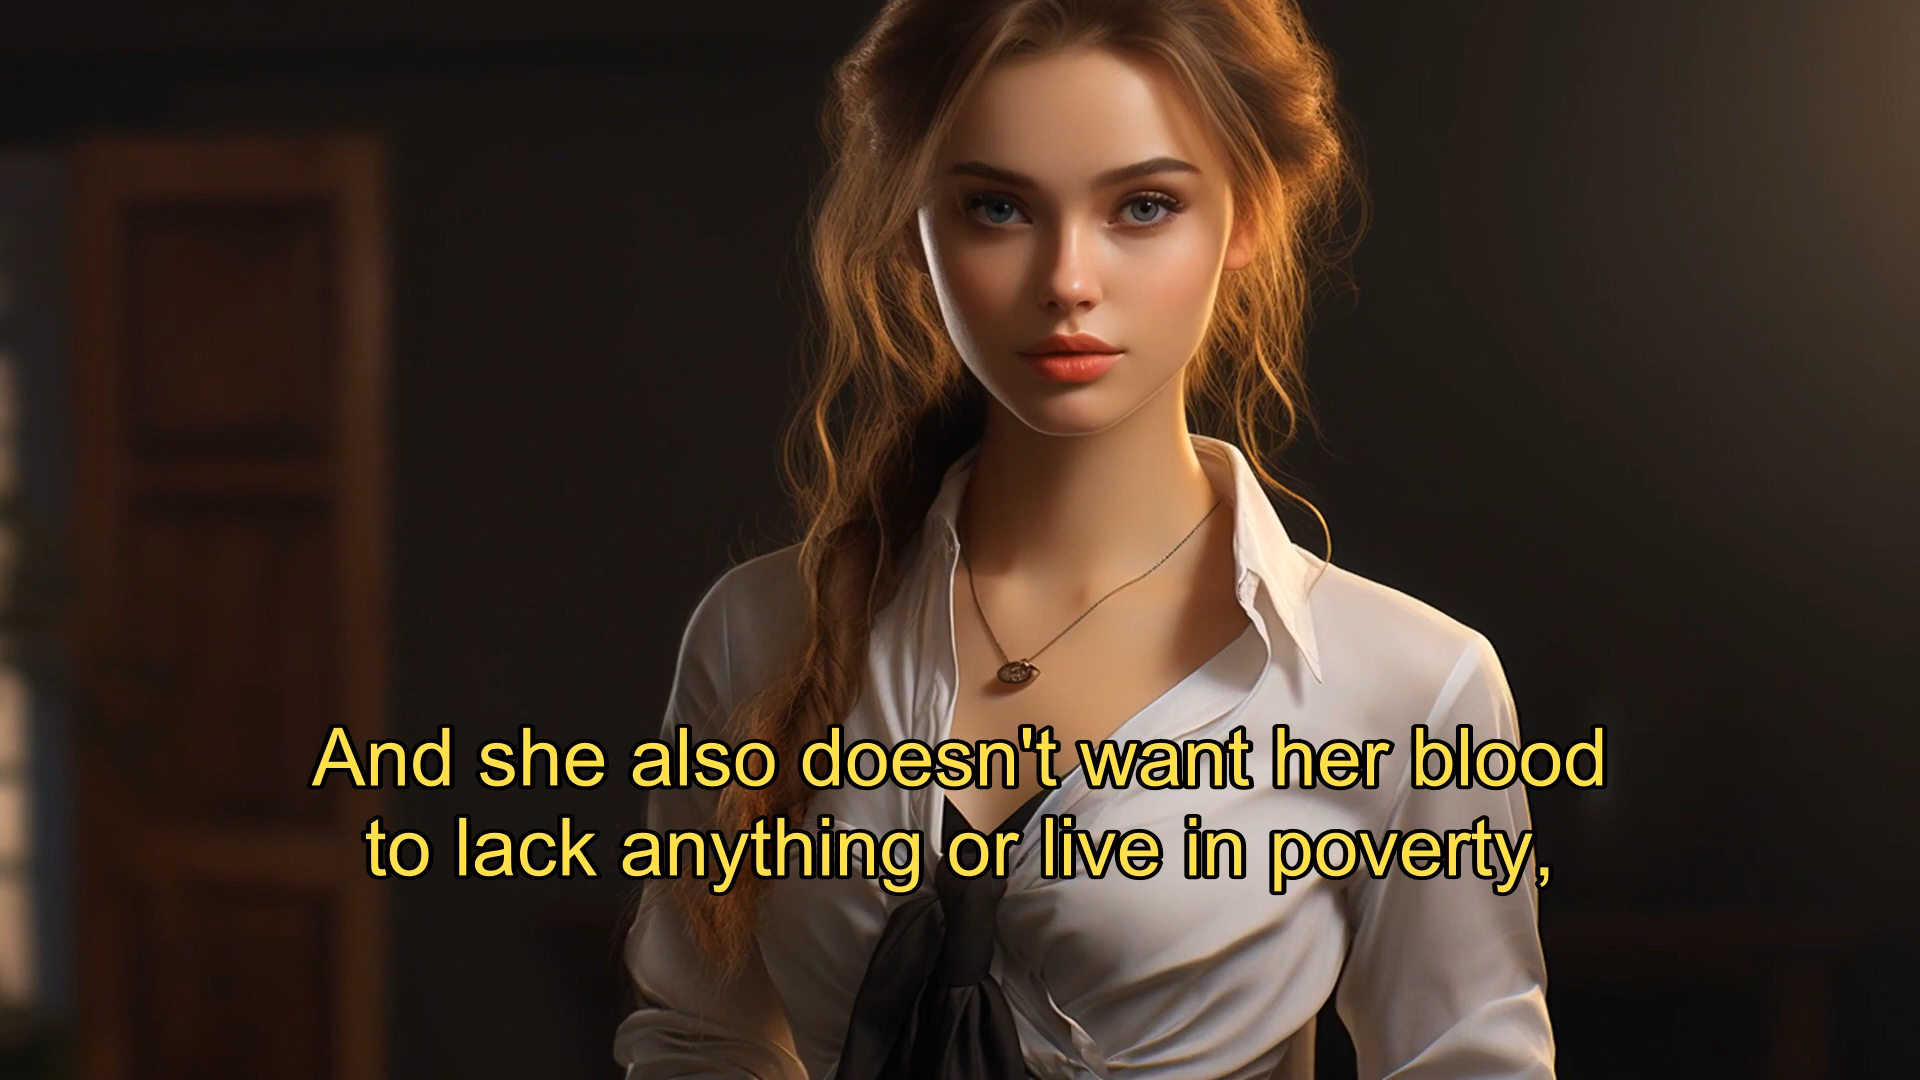 And she also doesn't want her blood
to lack anything or live in poverty,